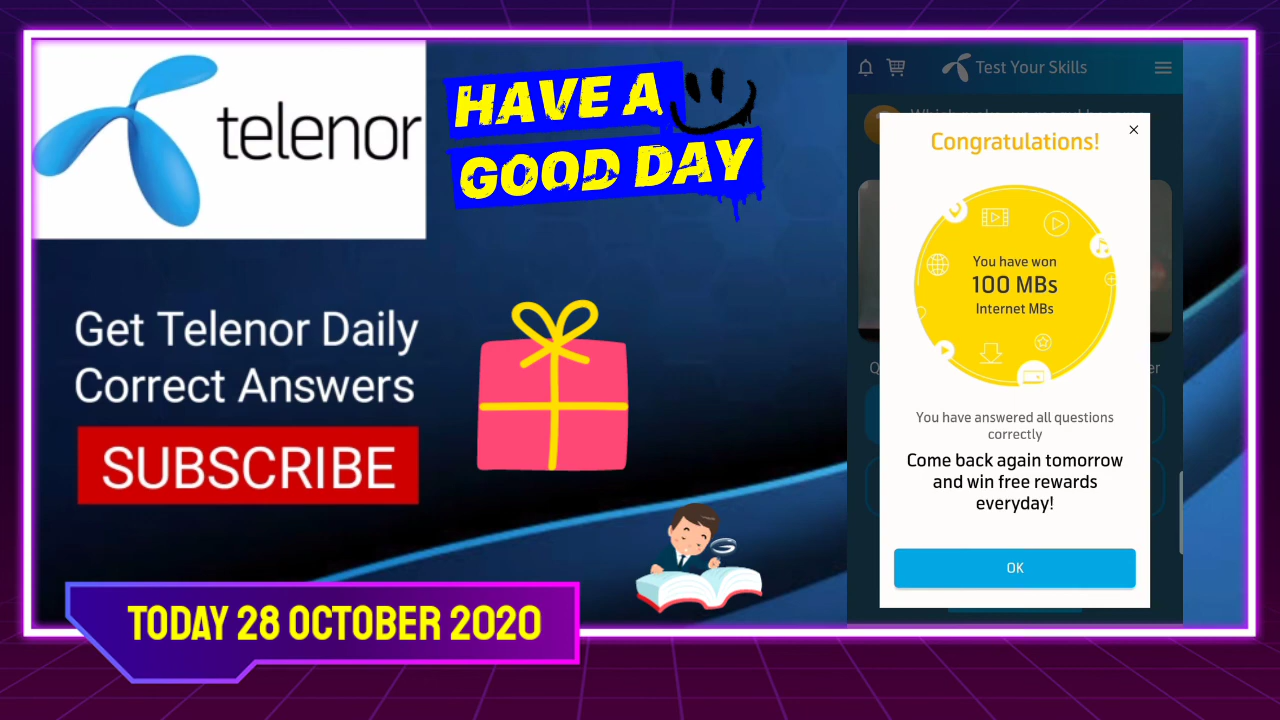 telenor
HAVE A
GOOD DAY
Get Telenor Daily
Correct Answers
SUBSCRIBE
TODAY 28 OCTOBER 2020
Test Your Skills
Congratulations!
You have won
100 MBs
Internet MBs
You have answered all questions
correctly
Come back again tomorrow
and win free rewards
everyday!
OK